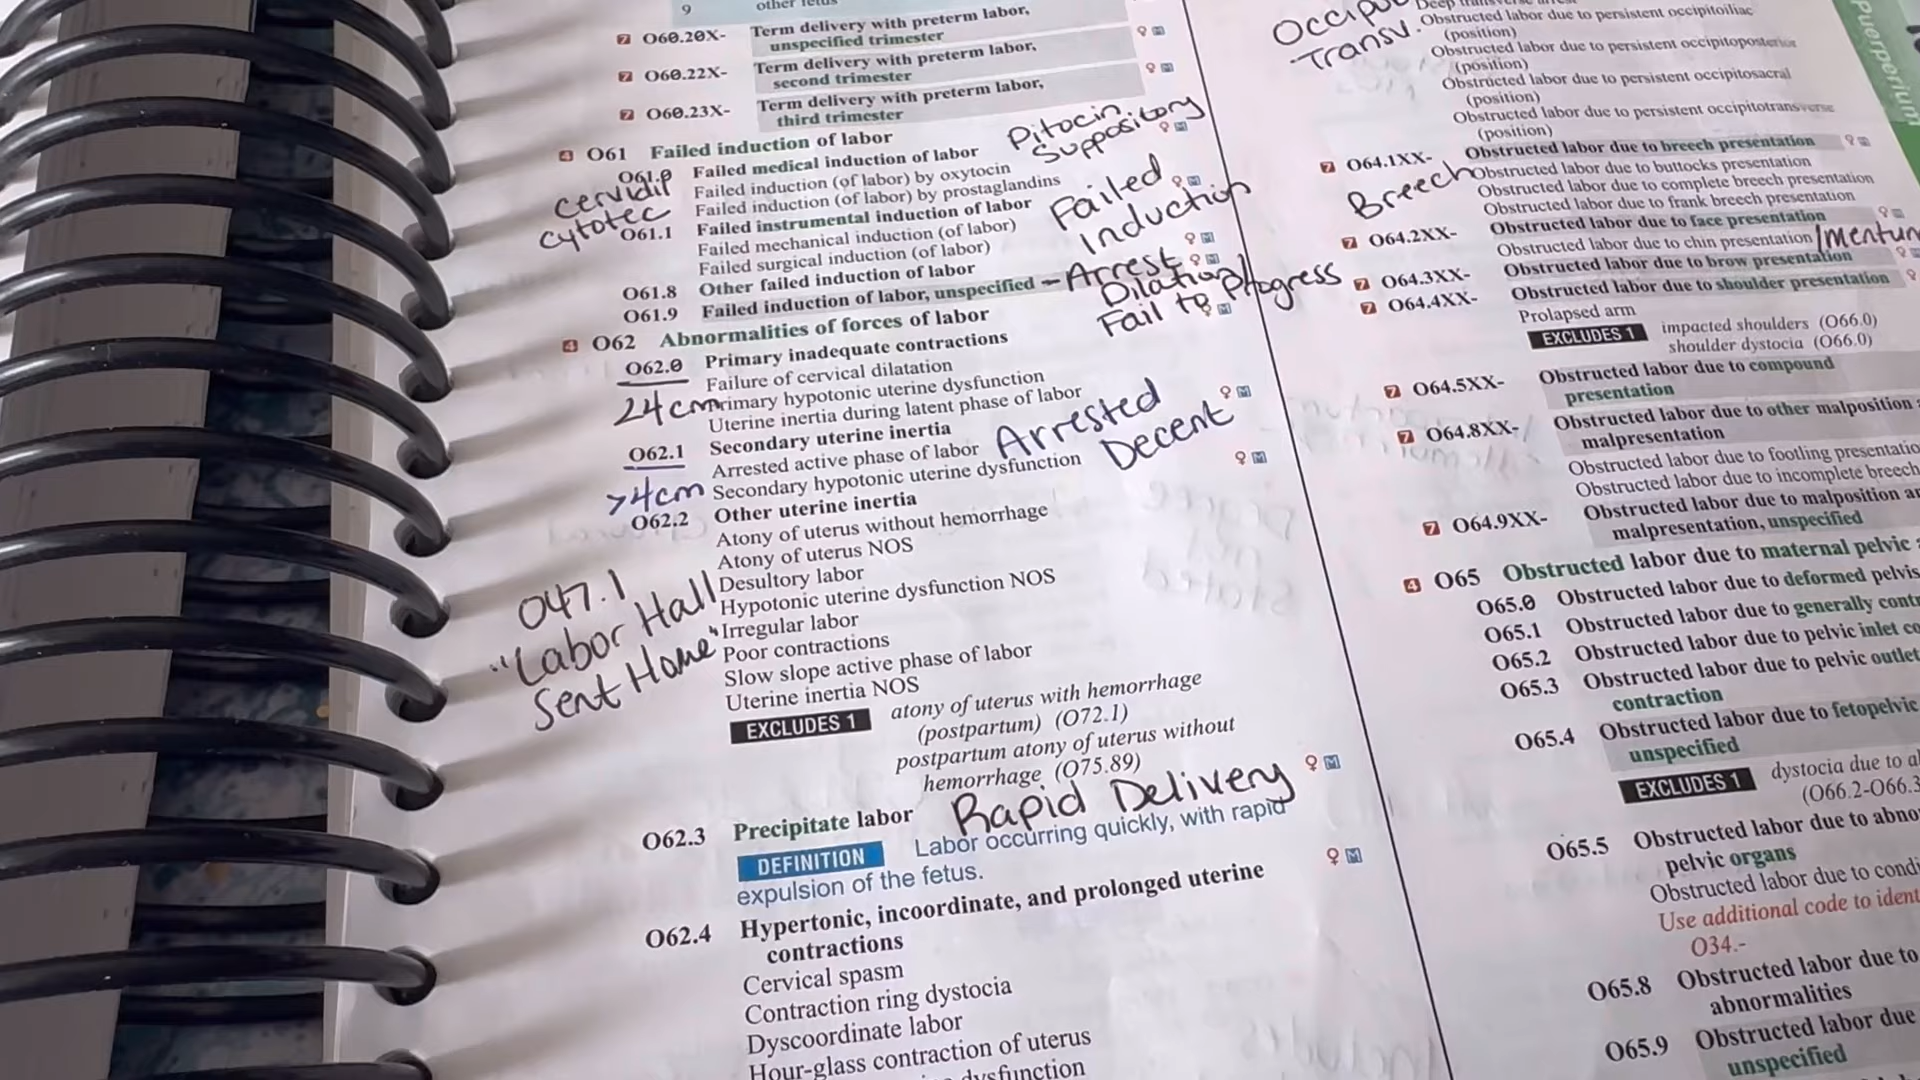 9 other fetus
7 O60.20X- Term delivery with preterm labor,
unspecified trimester
7 O60.22X- Term delivery with preterm labor,
second trimester
7 O60.23X- Term delivery with preterm labor,
third trimester
4 O61 Failed induction of labor
Pitocin
Suppository
O61.0 Failed medical induction of labor
Failed induction (of labor) by oxytocin
Failed induction (of labor) by prostaglandins
cervidil
cytotec
O61.1 Failed instrumental induction of labor
Failed mechanical induction (of labor)
Failed surgical induction (of labor)
Failed
Induction
O61.8 Other failed induction of labor
O61.9 Failed induction of labor, unspecified
- Arrest
Dilation/
Fail to Progress
4 O62 Abnormalities of forces of labor
O62.0 Primary inadequate contractions
Failure of cervical dilatation
Primary hypotonic uterine dysfunction
Uterine inertia during latent phase of labor
O62.1 Secondary uterine inertia
Arrested active phase of labor
Secondary hypotonic uterine dysfunction
Arrested
Decent
>4cm
O62.2 Other uterine inertia
Atony of uterus without hemorrhage
Atony of uterus NOS
Desultory labor
Hypotonic uterine dysfunction NOS
Irregular labor
Poor contractions
Slow slope active phase of labor
Uterine inertia NOS
O47.1
"Labor Hall
Sent Home"
EXCLUDES 1 atony of uterus with hemorrhage
(postpartum) (O72.1)
postpartum atony of uterus without
hemorrhage (O75.89)
O62.3 Precipitate labor
Rapid Delivery
DEFINITION Labor occurring quickly, with rapid
expulsion of the fetus.
O62.4 Hypertonic, incoordinate, and prolonged uterine
contractions
Cervical spasm
Contraction ring dystocia
Dyscoordinate labor
Hour-glass contraction of uterus
dysfunction
Transv.
Obstructed labor due to persistent occipitoiliac
(position)
Obstructed labor due to persistent occipitoposterior
(position)
Obstructed labor due to persistent occipitosacral
(position)
Obstructed labor due to persistent occipitotransverse
(position)
7 O64.1XX- Obstructed labor due to breech presentation
Obstructed labor due to buttocks presentation
Obstructed labor due to complete breech presentation
Obstructed labor due to frank breech presentation
Breech
7 O64.2XX- Obstructed labor due to face presentation
Obstructed labor due to chin presentation
/mentum
7 O64.3XX- Obstructed labor due to brow presentation
7 O64.4XX- Obstructed labor due to shoulder presentation
Prolapsed arm
EXCLUDES 1 impacted shoulders (O66.0)
shoulder dystocia (O66.0)
7 O64.5XX- Obstructed labor due to compound
presentation
7 O64.8XX- Obstructed labor due to other malposition
malpresentation
Obstructed labor due to footling
Obstructed labor due to incomplete breech
7 O64.9XX- Obstructed labor due to malposition
malpresentation, unspecified
4 O65 Obstructed labor due to maternal pelvic
O65.0 Obstructed labor due to deformed pelvis
O65.1 Obstructed labor due to generally
O65.2 Obstructed labor due to pelvic inlet
O65.3 Obstructed labor due to pelvic outlet
contraction
O65.4 Obstructed labor due to fetopelvic
unspecified
EXCLUDES 1 dystocia due to
(O66.2-O66.3
O65.5 Obstructed labor due to
pelvic organs
Obstructed labor due to
Use additional code to
O34.-
O65.8 Obstructed labor due to
abnormalities
O65.9 Obstructed labor due
unspecified
puerperium